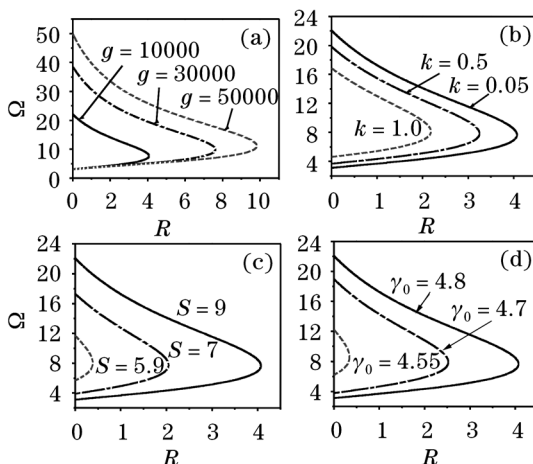 50
40
30
20
10
0
Ω
(a)
g = 10000
g = 30000
g = 50000
0 2 4 6 8 10
R
24
20
16
12
8
4
(b)
k = 0.5
k = 0.05
k = 1.0
0 1 2 3 4
R
24
20
16
12
8
4
Ω
(c)
S = 9
S = 7
S = 5.9
0 1 2 3 4
R
24
20
16
12
8
4
(d)
γ0 = 4.8
γ0 = 4.7
γ0 = 4.55
0 1 2 3 4
R